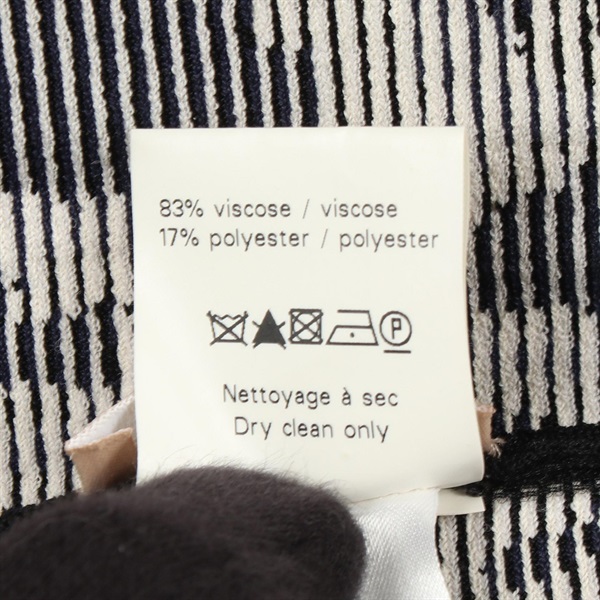 83% viscose / viscose
17% polyester / polyester
P
Nettoyage à sec
Dry clean only